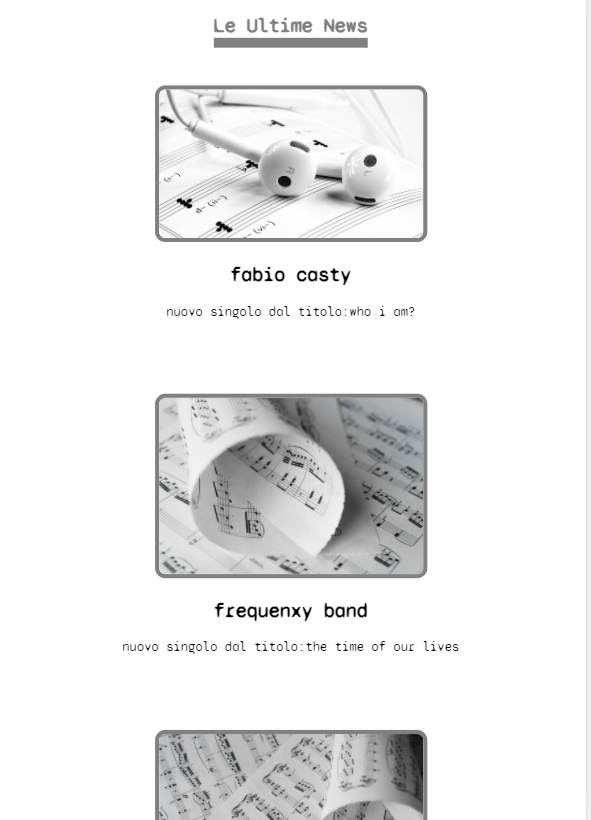 Le Ultime News
R
L
fabio casty
nuovo singolo dal titolo:who i am?
frequenxy band
nuovo singolo dal titolo:the time of our lives